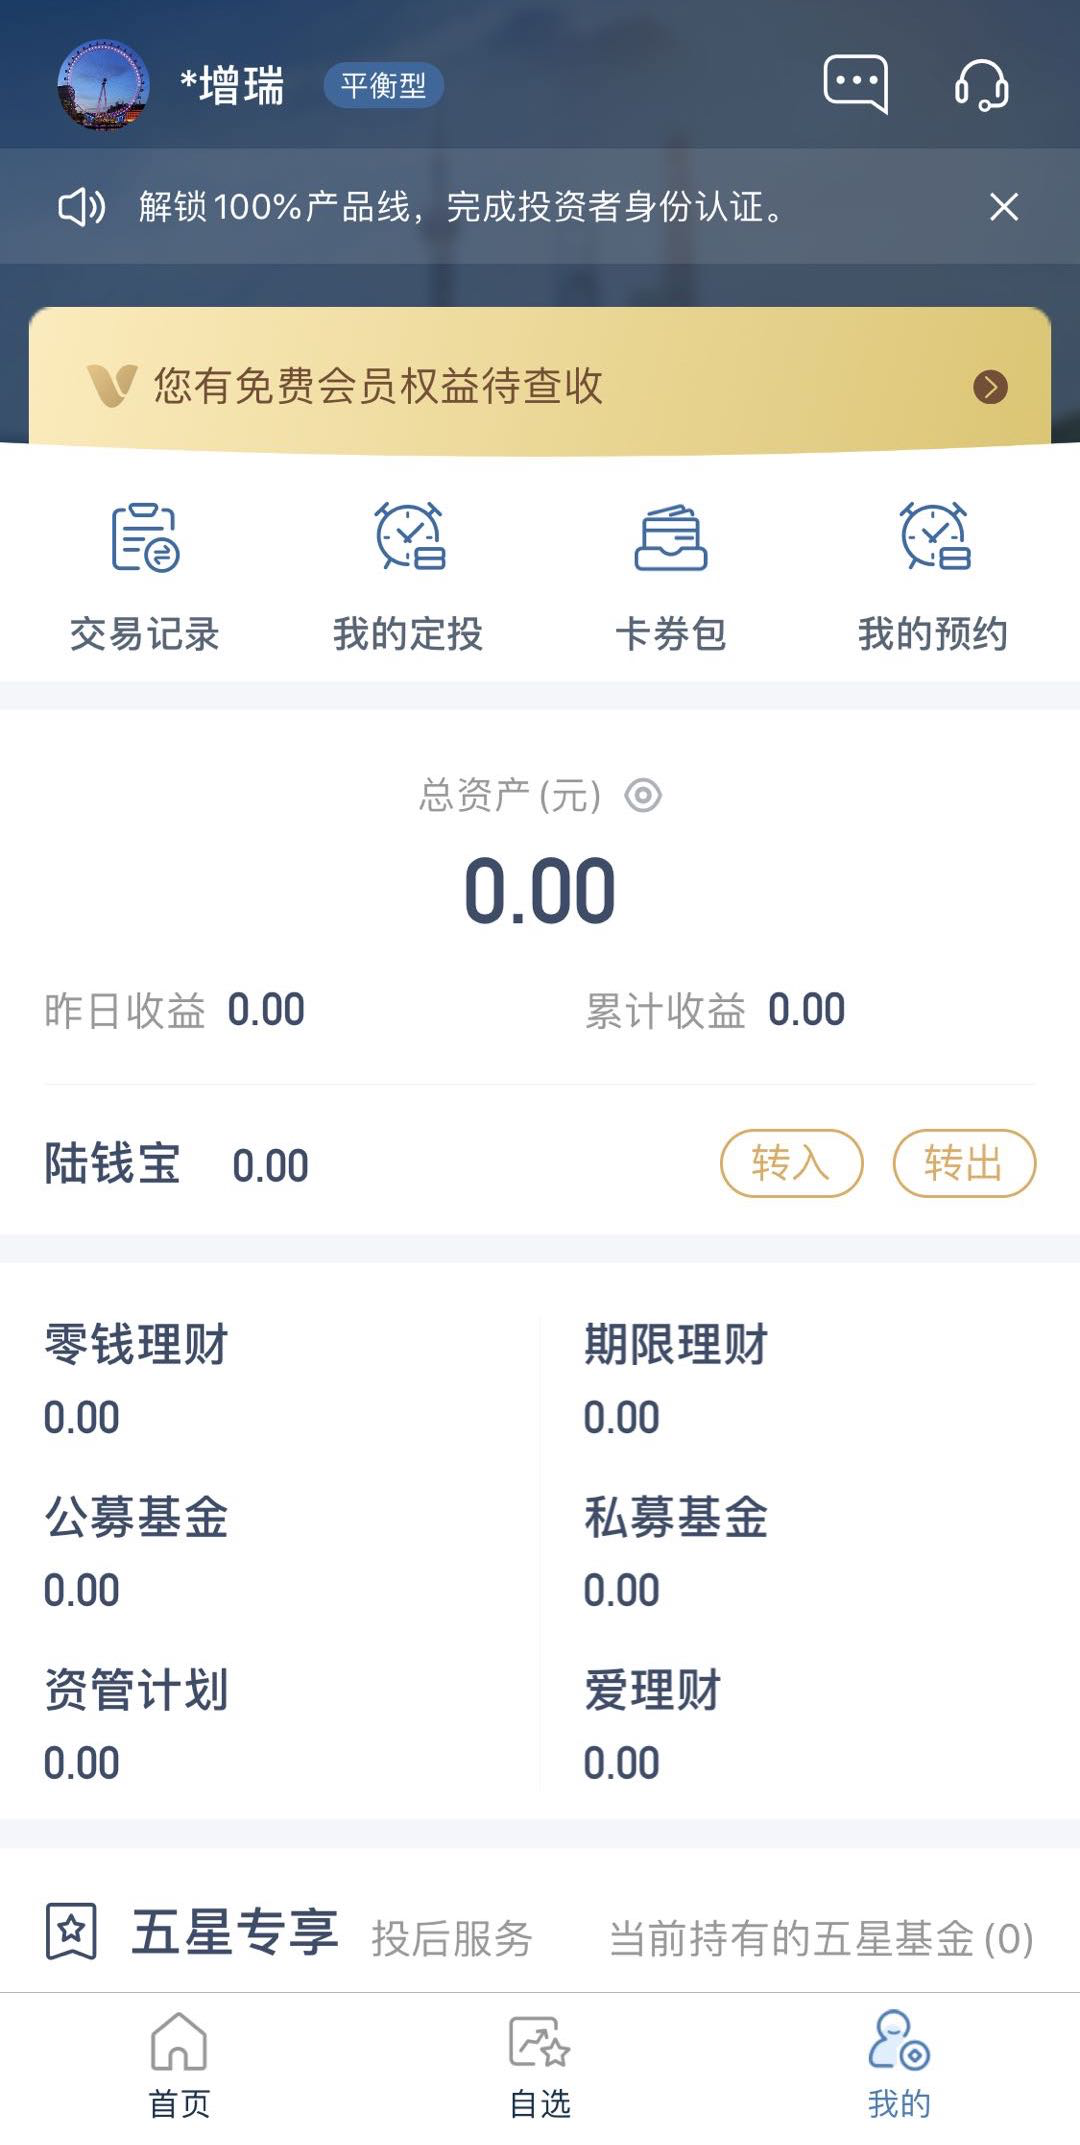 *增瑞 平衡型
解锁100%产品线，完成投资者身份认证。
您有免费会员权益待查收
交易记录 我的定投 卡券包 我的预约
总资产(元)
0.00
昨日收益 0.00 累计收益 0.00
陆钱宝 0.00 转入 转出
零钱理财 期限理财
0.00 0.00
公募基金 私募基金
0.00 0.00
资管计划 爱理财
0.00 0.00
五星专享 投后服务 当前持有的五星基金(0)
首页 自选 我的